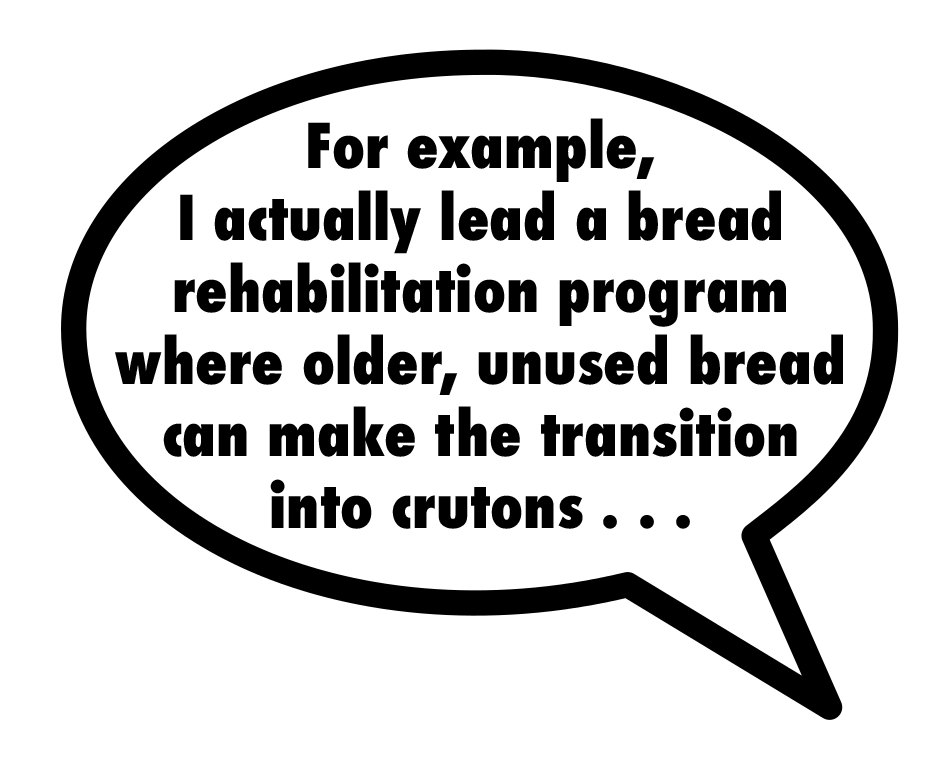 For example,
I actually lead a bread
rehabilitation program
where older, unused bread
can make the transition
into crutons . . .